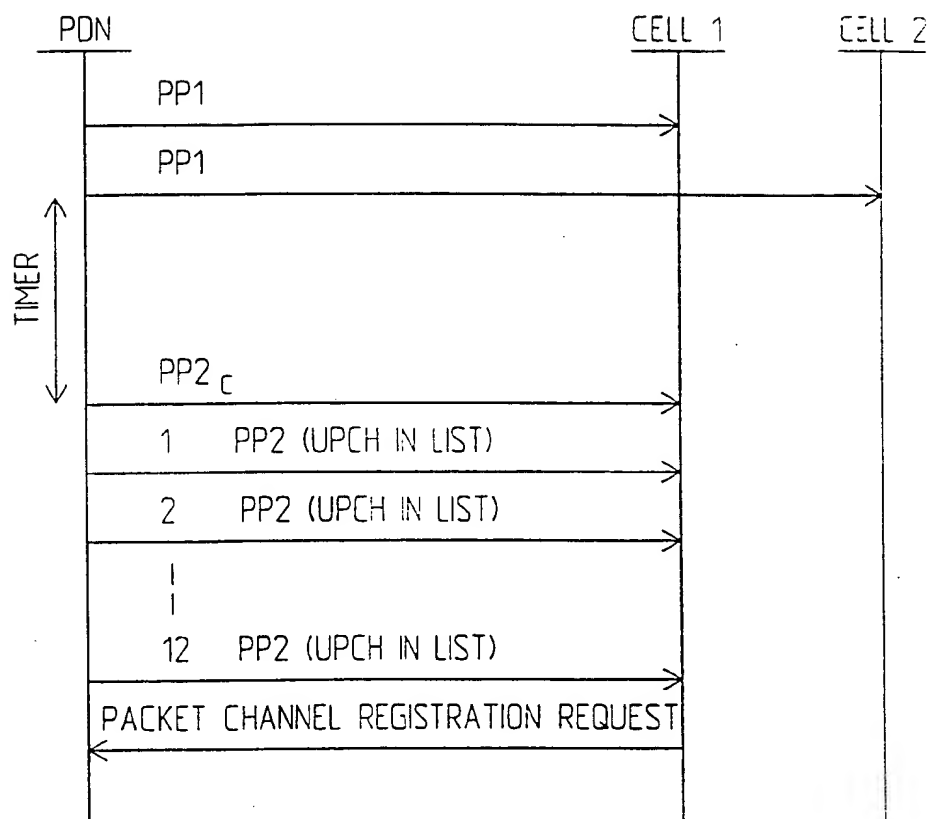 PDN CELL 1 CELL 2
PP1
PP1
TIMER
PP2 C
1 PP2 (UPCH IN LIST)
2 PP2 (UPCH IN LIST)
12 PP2 (UPCH IN LIST)
PACKET CHANNEL REGISTRATION REQUEST